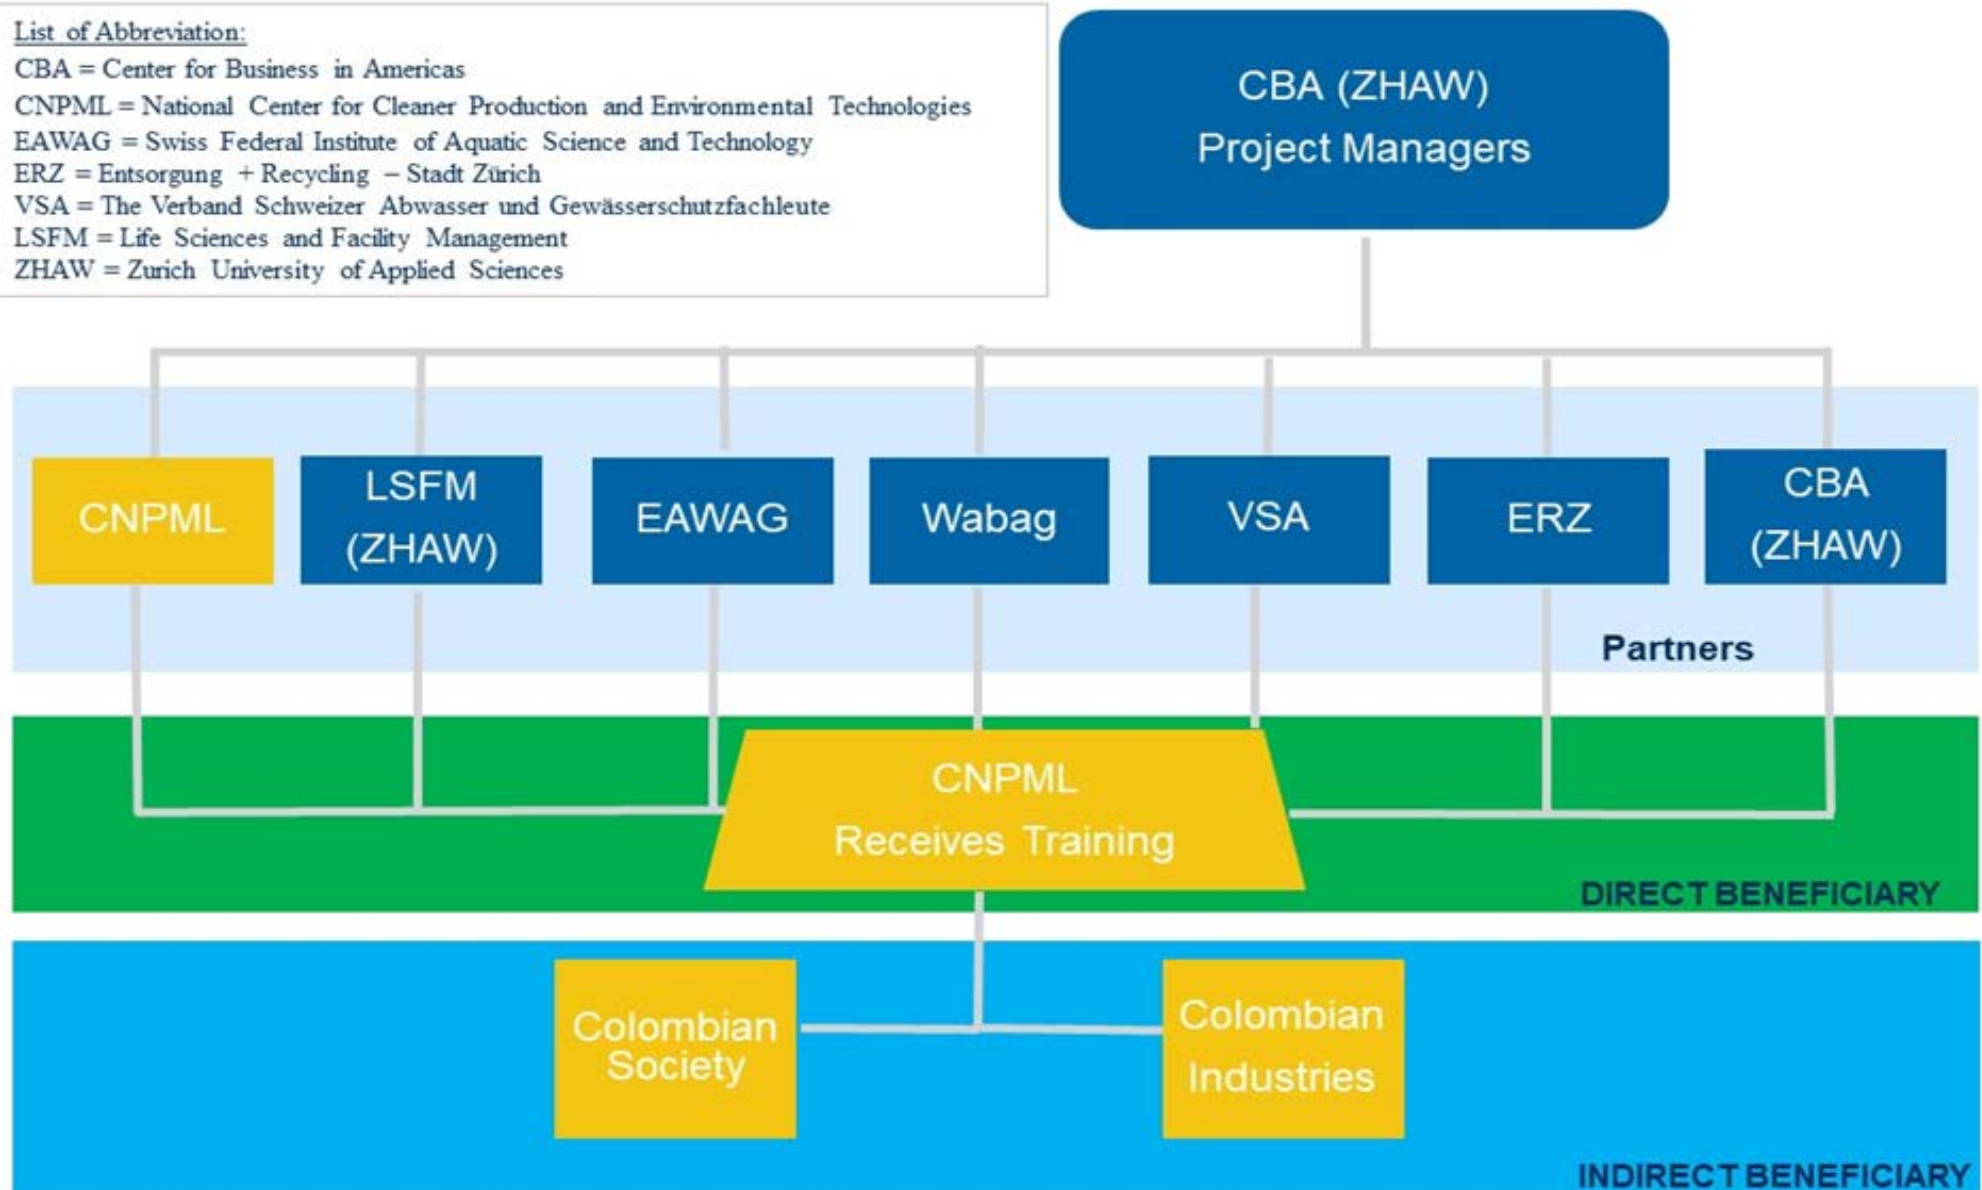 List of Abbreviation:
CBA = Center for Business in Americas
CNPML = National Center for Cleaner Production and Environmental Technologies
EAWAG = Swiss Federal Institute of Aquatic Science and Technology
ERZ = Entsorgung + Recycling – Stadt Zürich
VSA = The Verband Schweizer Abwasser und Gewässerschutzfachleute
LSFM = Life Sciences and Facility Management
ZHAW = Zurich University of Applied Sciences
CBA (ZHAW)
Project Managers
CNPML
LSFM
(ZHAW)
EAWAG
Wabag
VSA
ERZ
CBA
(ZHAW)
Partners
CNPML
Receives Training
DIRECT BENEFICIARY
Colombian
Society
Colombian
Industries
INDIRECT BENEFICIARY